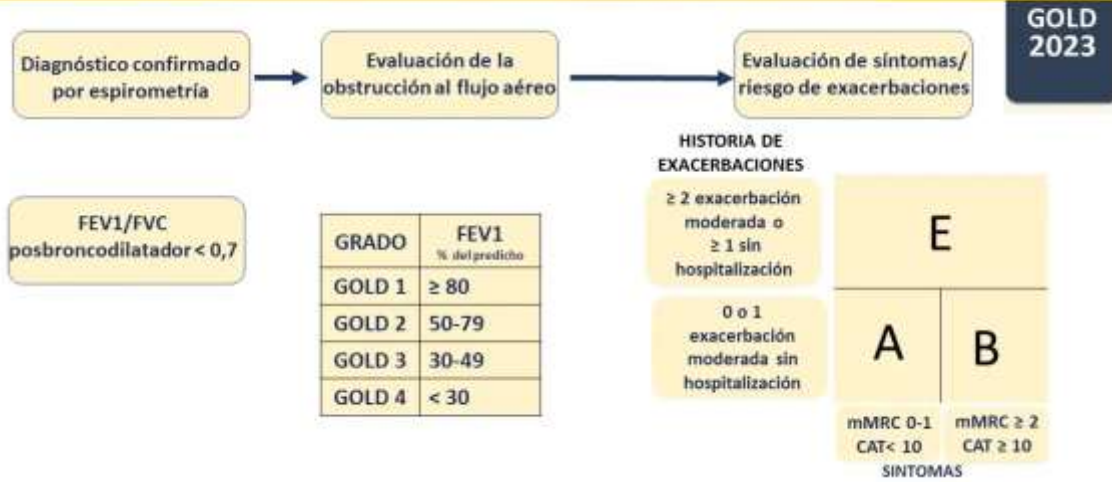 GOLD
2023
Diagnóstico confirmado
por espirometría
Evaluación de la
obstrucción al flujo aéreo
Evaluación de síntomas/
riesgo de exacerbaciones
FEV1/FVC
posbroncodilatador < 0,7
GRADO
FEV1
% del predicho
GOLD 1
≥ 80
GOLD 2
50-79
GOLD 3
30-49
GOLD 4
< 30
HISTORIA DE
EXACERBACIONES
≥ 2 exacerbación
moderada o
≥ 1 sin
hospitalización
E
0 o 1
exacerbación
moderada sin
hospitalización
A
B
mMRC 0-1
CAT< 10
mMRC ≥ 2
CAT ≥ 10
SINTOMAS